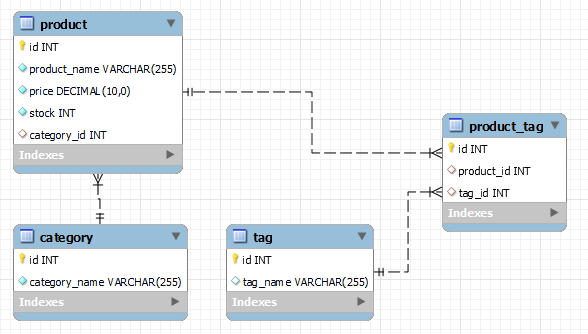 product
id INT
product_name VARCHAR(255)
price DECIMAL(10,0)
stock INT
category_id INT
Indexes
product_tag
id INT
product_id INT
tag_id INT
Indexes
category
id INT
category_name VARCHAR(255)
Indexes
tag
id INT
tag_name VARCHAR(255)
Indexes